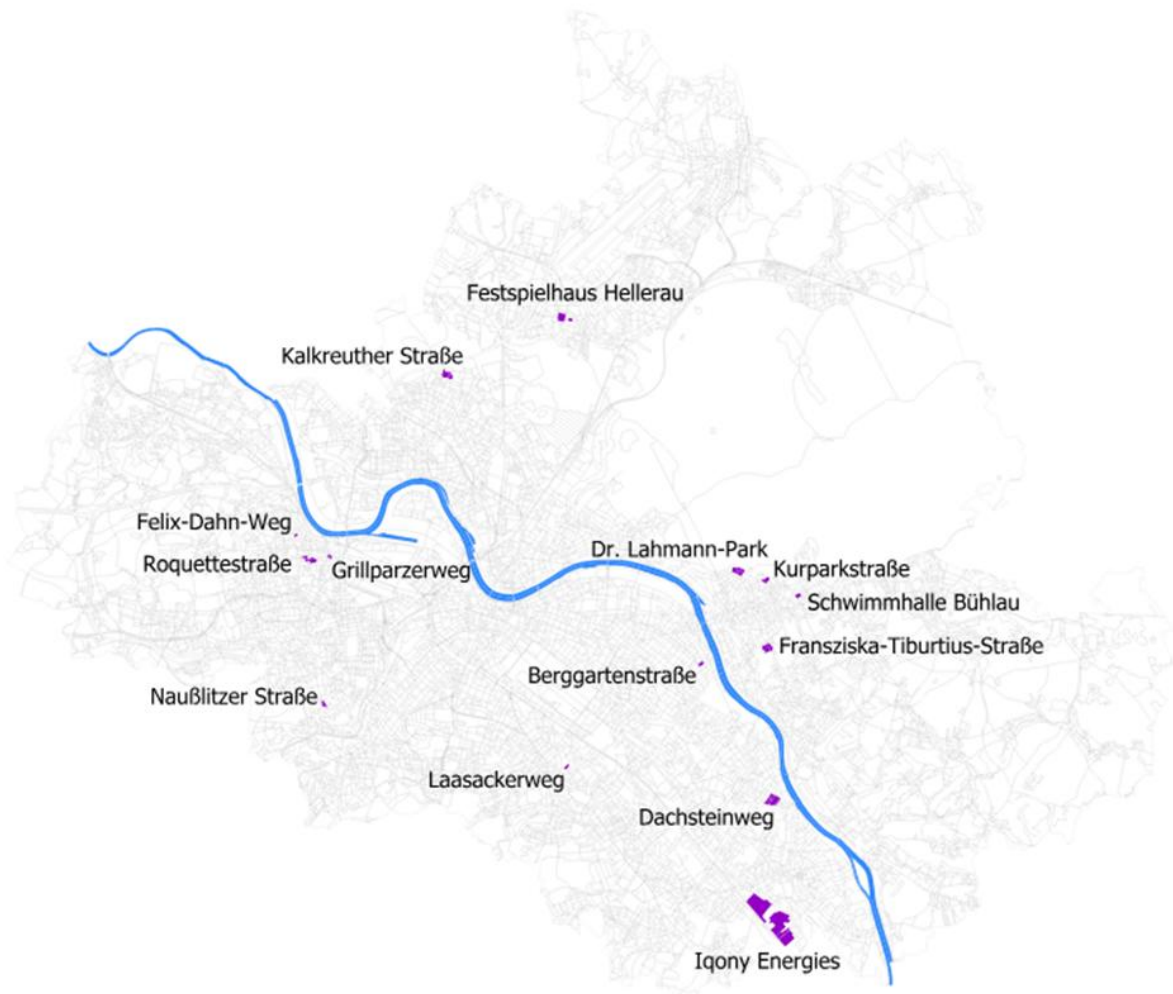 Festspielhaus Hellerau
Kalkreuther Straße
Felix-Dahn-Weg
Roquettestraße
Grillparzerweg
Dr. Lahmann-Park
Kurparkstraße
Schwimmhalle Bühlau
Fransziska-Tiburtius-Straße
Berggartenstraße
Naußlitzer Straße
Laasackerweg
Dachsteinweg
Iqony Energies